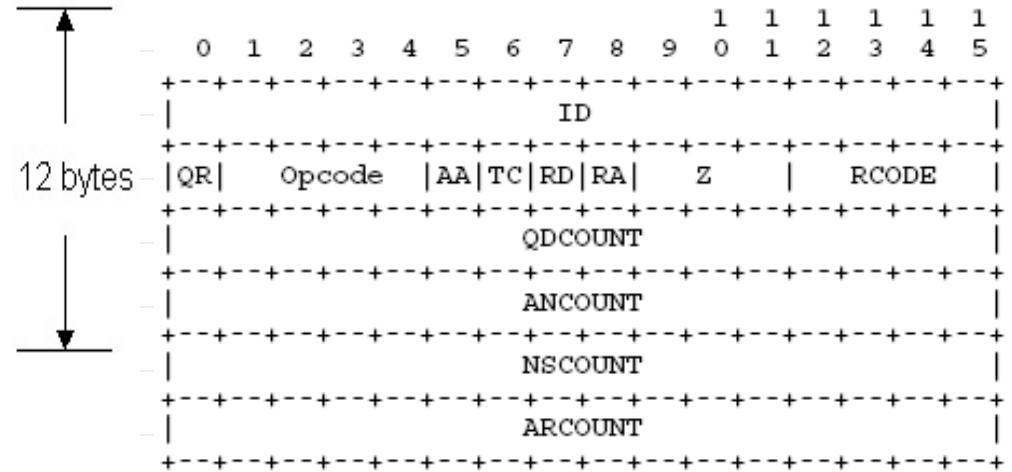 1 1 1 1 1 1
0 1 2 3 4 5 6 7 8 9 0 1 2 3 4 5
+--+--+--+--+--+--+--+--+--+--+--+--+--+--+--+--+
| ID |
+--+--+--+--+--+--+--+--+--+--+--+--+--+--+--+--+
12 bytes |QR| Opcode |AA|TC|RD|RA| Z | RCODE |
+--+--+--+--+--+--+--+--+--+--+--+--+--+--+--+--+
| QDCOUNT |
+--+--+--+--+--+--+--+--+--+--+--+--+--+--+--+--+
| ANCOUNT |
+--+--+--+--+--+--+--+--+--+--+--+--+--+--+--+--+
| NSCOUNT |
+--+--+--+--+--+--+--+--+--+--+--+--+--+--+--+--+
| ARCOUNT |
+--+--+--+--+--+--+--+--+--+--+--+--+--+--+--+--+